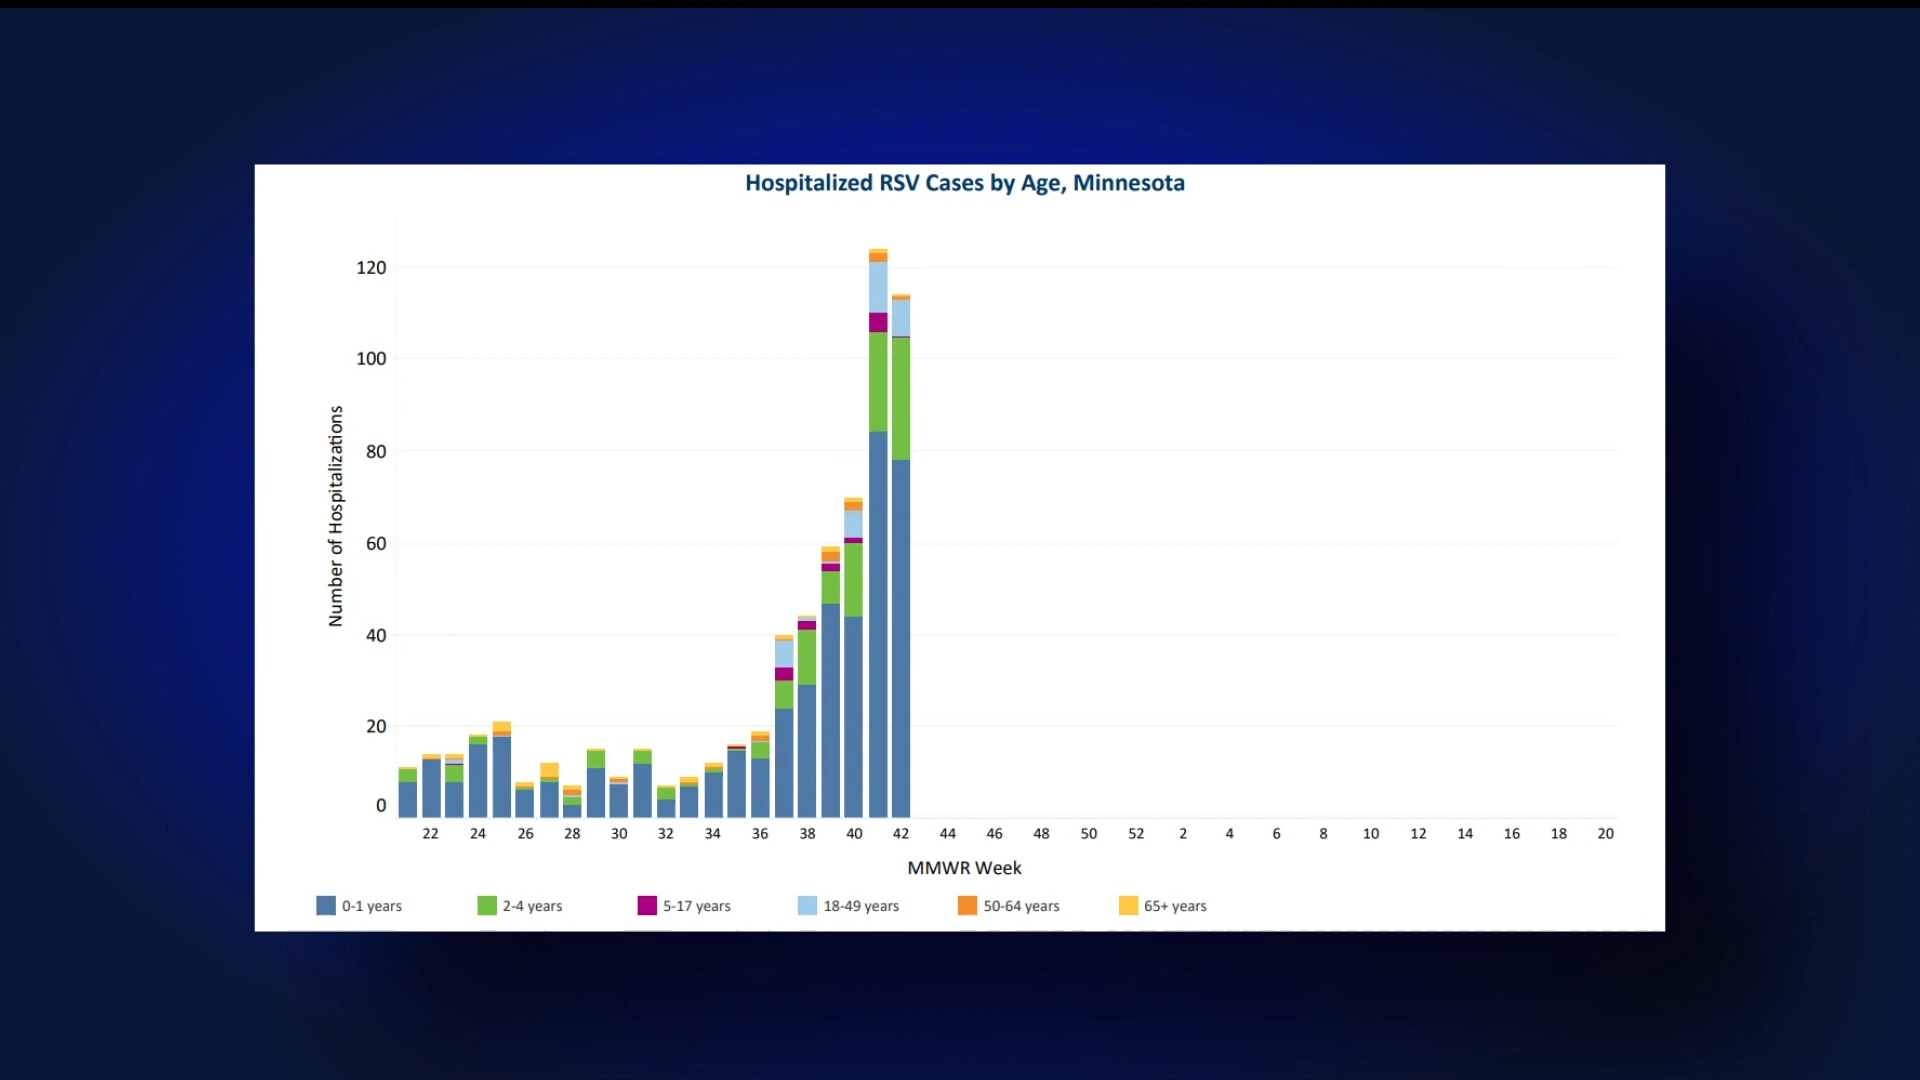 Hospitalized RSV Cases by Age, Minnesota
Number of Hospitalizations
120
100
80
60
40
20
0
22 24 26 28 30 32 34 36 38 40 42 44 46 48 50 52 2 4 6 8 10 12 14 16 18 20
MMWR Week
0-1 years 2-4 years 5-17 years 18-49 years 50-64 years 65+ years